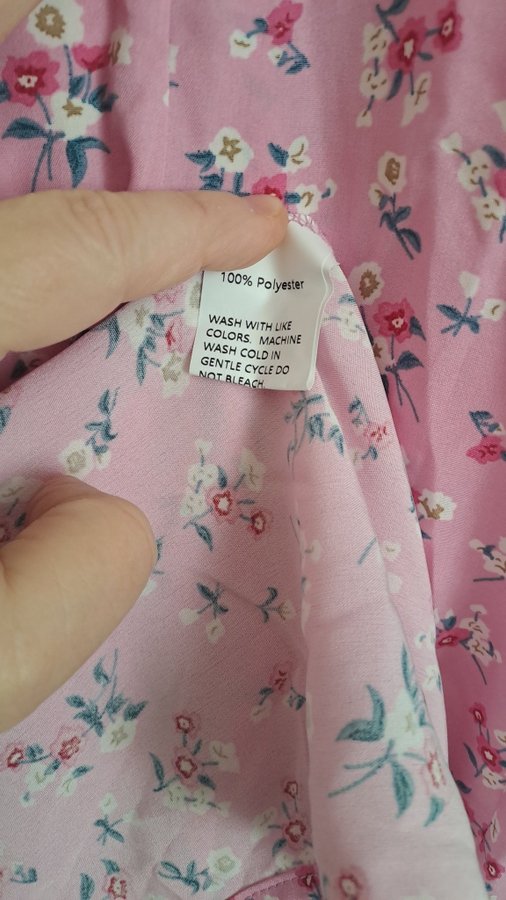 100% Polyester
WASH WITH LIKE
COLORS. MACHINE
WASH COLD IN
GENTLE CYCLE DO
NOT BLEACH